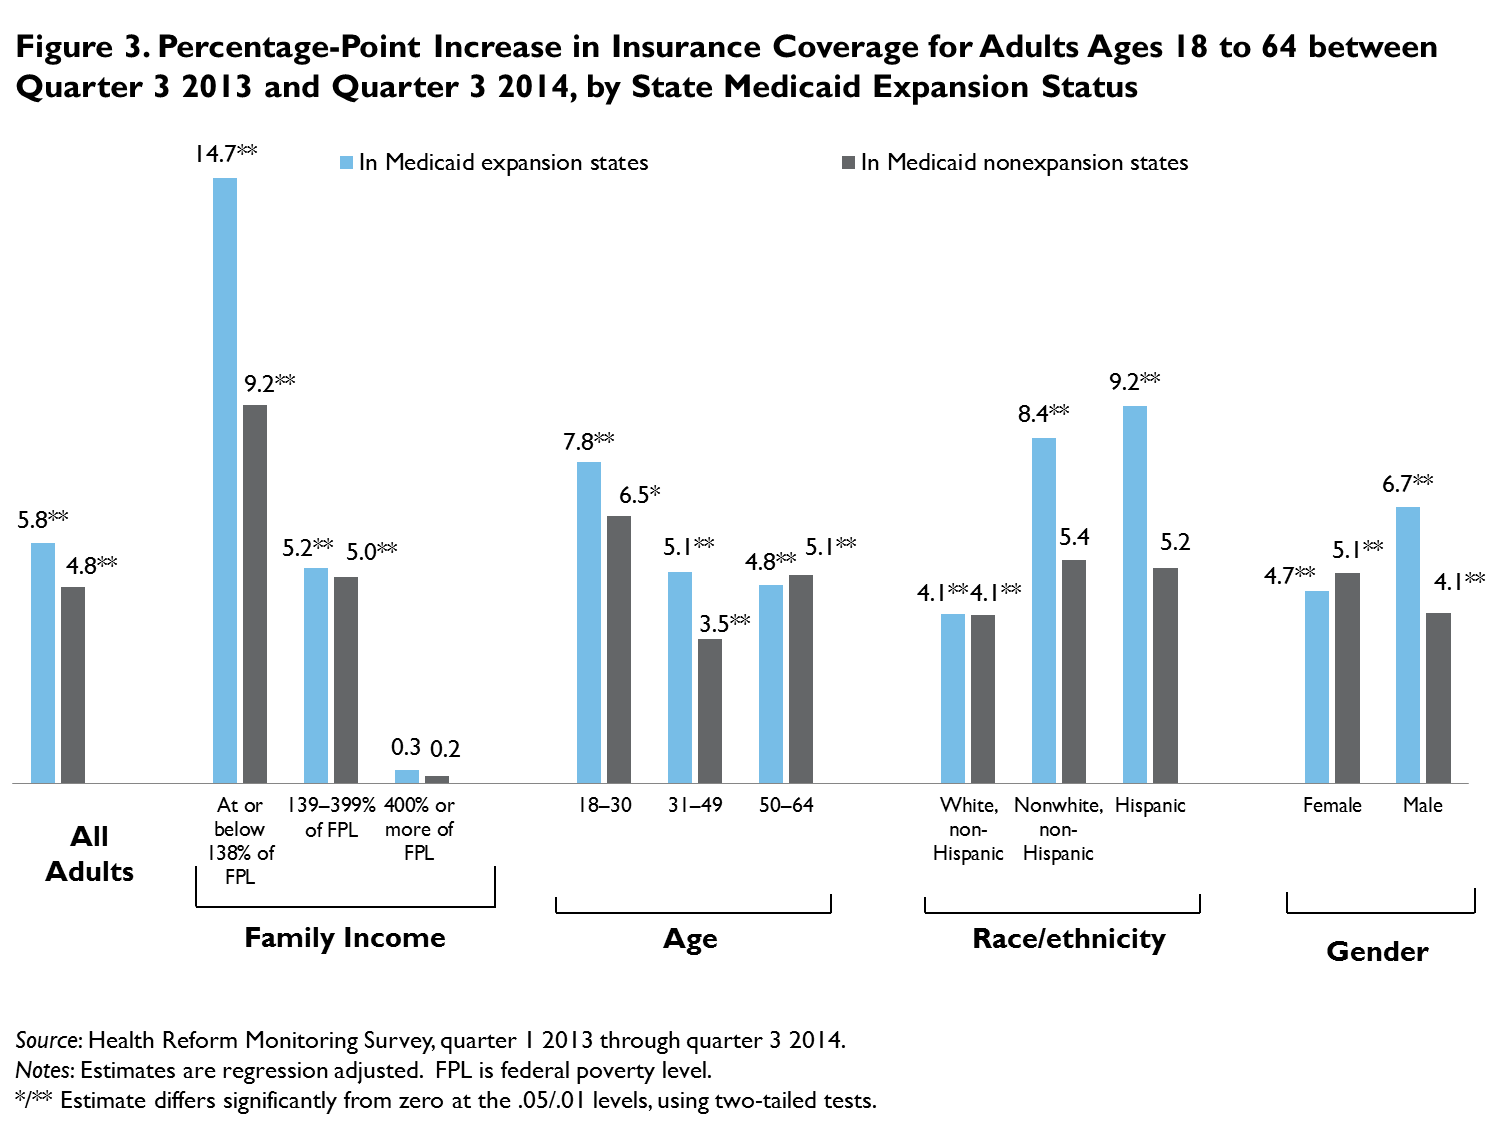 Figure 3. Percentage-Point Increase in Insurance Coverage for Adults Ages 18 to 64 between
Quarter 3 2013 and Quarter 3 2014, by State Medicaid Expansion Status
In Medicaid expansion states
In Medicaid nonexpansion states
5.8**
4.8**
14.7**
9.2**
5.2**
5.0**
0.3
0.2
7.8**
6.5*
5.1**
3.5**
4.8**
5.1**
4.1**
4.1**
8.4**
5.4
9.2**
5.2
4.7**
5.1**
6.7**
4.1**
All
Adults
At or
below
138% of
FPL
139–399%
of FPL
400% or
more of
FPL
Family Income
18–30
31–49
50–64
Age
White,
non-
Hispanic
Nonwhite,
non-
Hispanic
Hispanic
Race/ethnicity
Female
Male
Gender
Source: Health Reform Monitoring Survey, quarter 1 2013 through quarter 3 2014.
Notes: Estimates are regression adjusted. FPL is federal poverty level.
*/** Estimate differs significantly from zero at the .05/.01 levels, using two-tailed tests.